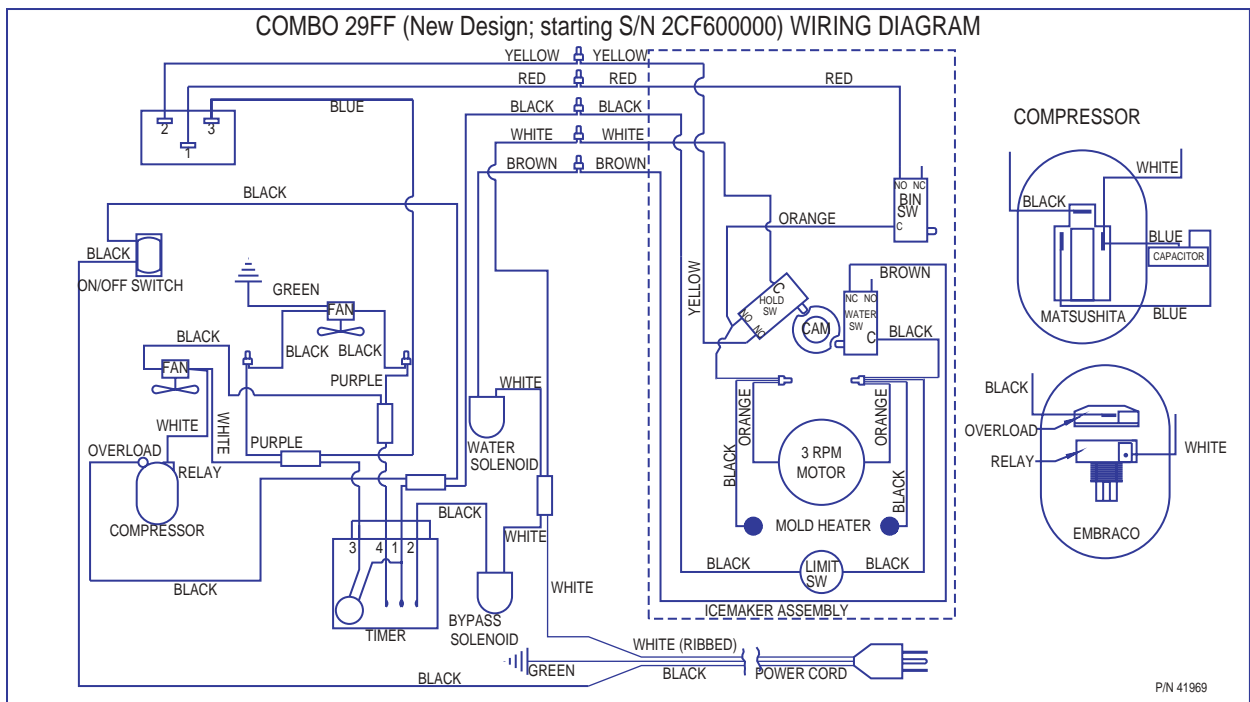 COMBO 29FF (New Design; starting S/N 2CF600000) WIRING DIAGRAM
YELLOW YELLOW
RED RED RED
BLUE
BLACK BLACK
WHITE WHITE
BROWN BROWN
2 3
1
BLACK
BLACK
ON/OFF SWITCH
GREEN
FAN
BLACK
BLACK BLACK
FAN
PURPLE
WHITE
WHITE
OVERLOAD
PURPLE
RELAY
COMPRESSOR
BLACK
3 4 1 2
TIMER
BLACK
WHITE
WATER
SOLENOID
WHITE
BYPASS
SOLENOID
WHITE
NO NC
BIN
SW
C
ORANGE
YELLOW
C
HOLD
SW
NO
NC
CAM
BROWN
NC NO
WATER
SW
C
BLACK
ORANGE
ORANGE
BLACK
BLACK
3 RPM
MOTOR
MOLD HEATER
BLACK
LIMIT
SW
BLACK
ICEMAKER ASSEMBLY
WHITE (RIBBED)
GREEN
BLACK
BLACK
POWER CORD
COMPRESSOR
WHITE
BLACK
BLUE
CAPACITOR
MATSUSHITA
BLUE
BLACK
OVERLOAD
RELAY
WHITE
EMBRACO
P/N 41969